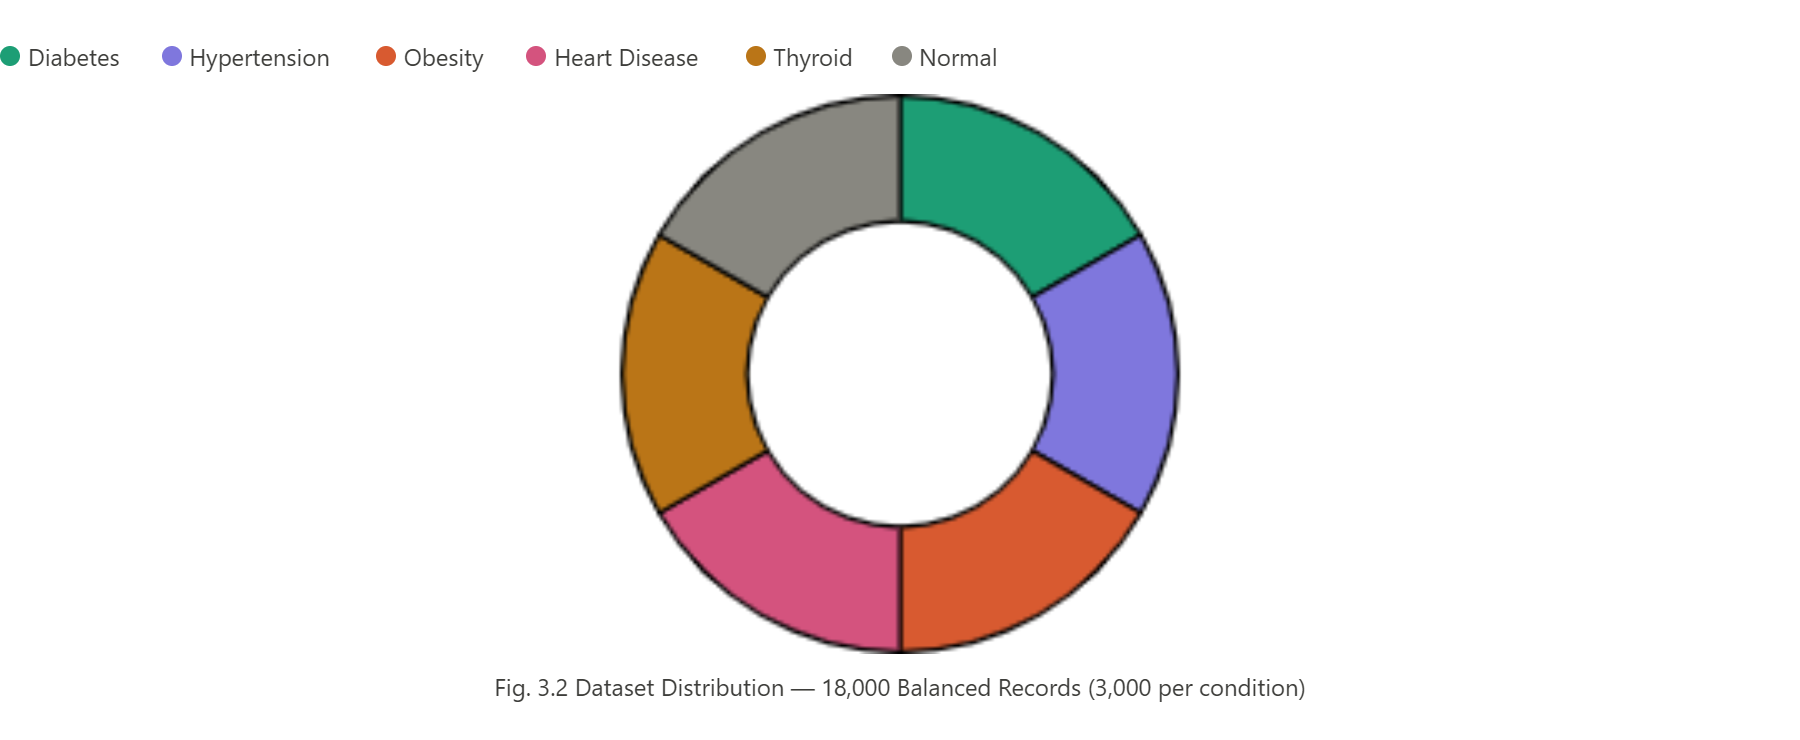 Diabetes Hypertension Obesity Heart Disease Thyroid Normal
Fig. 3.2 Dataset Distribution — 18,000 Balanced Records (3,000 per condition)